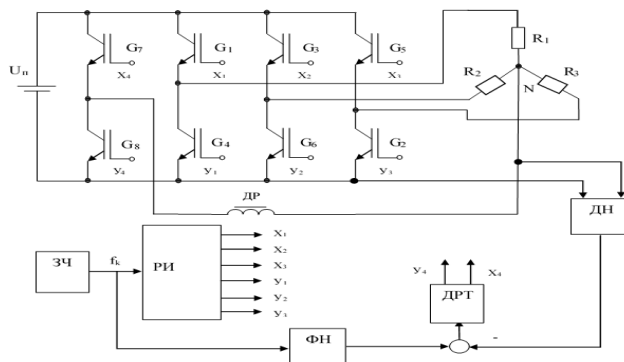 G₇ G₁ G₃ G₅ R₁
Uп
X₄ X₁ X₂ X₃ R₂ R₃
N
G₈ G₄ G₆ G₂
У₄ У₁ У₂ У₃
ДР
ДН
X₁
X₂
ЗЧ fk РИ X₃ У₄ X₄
У₁
У₂ ДРТ
У₃
ФН -